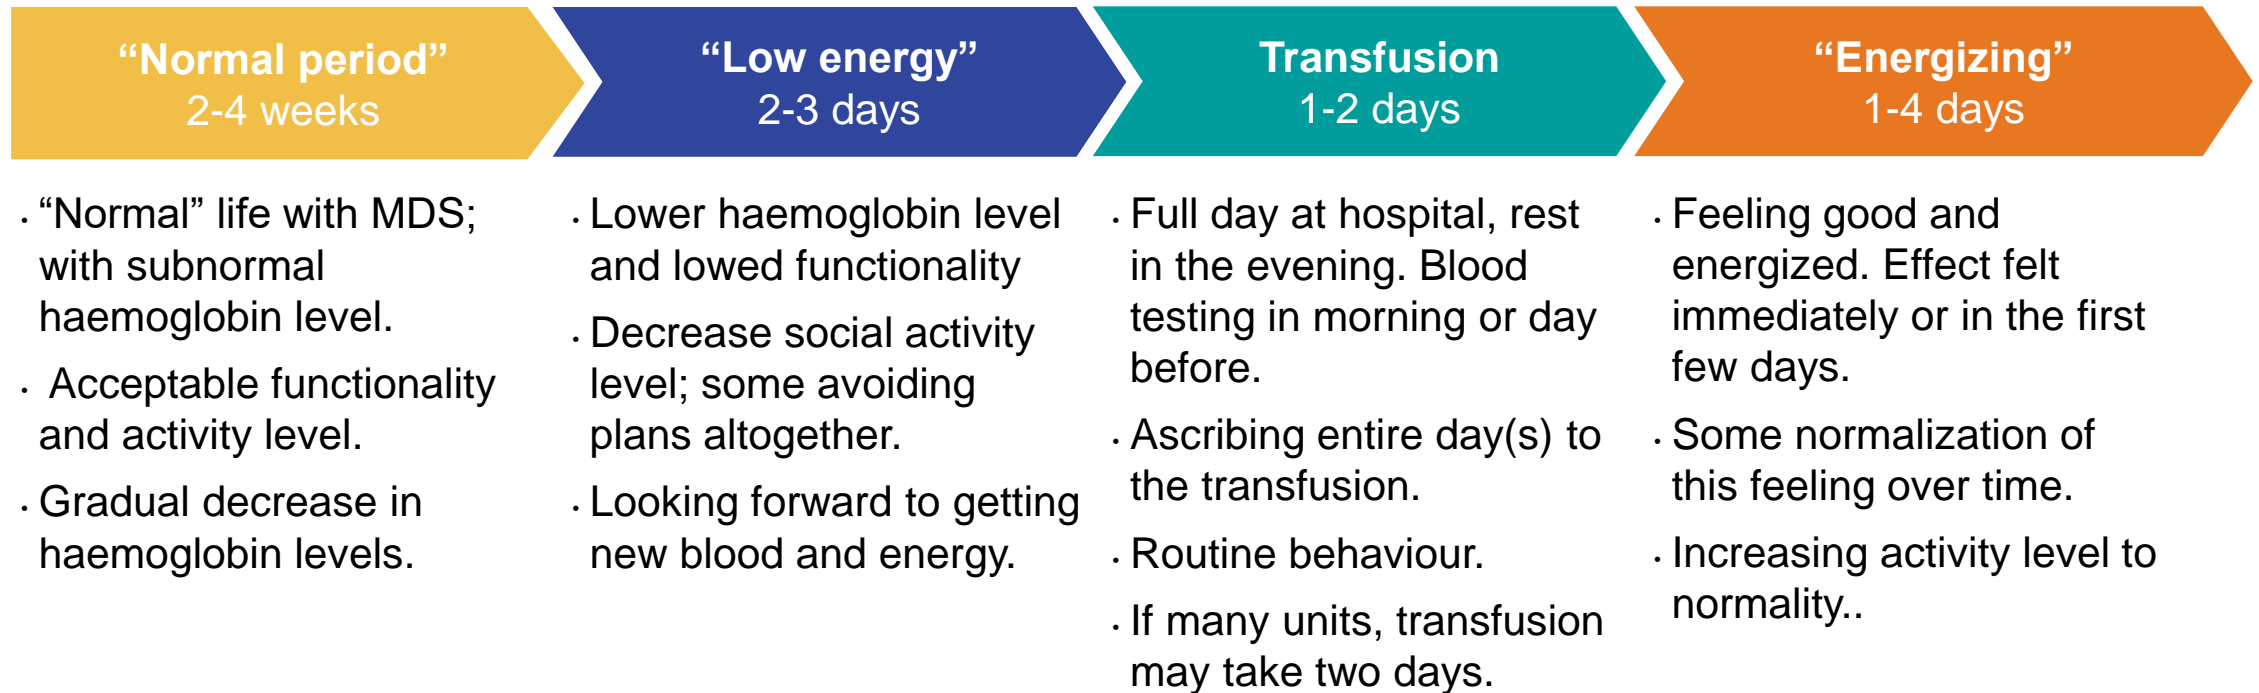 “Normal period”
2-4 weeks
“Low energy”
2-3 days
Transfusion
1-2 days
“Energizing”
1-4 days
· “Normal” life with MDS;
with subnormal
haemoglobin level.
· Acceptable functionality
and activity level.
· Gradual decrease in
haemoglobin levels.
· Lower haemoglobin level
and lowed functionality
· Decrease social activity
level; some avoiding
plans altogether.
· Looking forward to getting
new blood and energy.
· Full day at hospital, rest
in the evening. Blood
testing in morning or day
before.
· Ascribing entire day(s) to
the transfusion.
· Routine behaviour.
· If many units, transfusion
may take two days.
· Feeling good and
energized. Effect felt
immediately or in the first
few days.
· Some normalization of
this feeling over time.
· Increasing activity level to
normality..